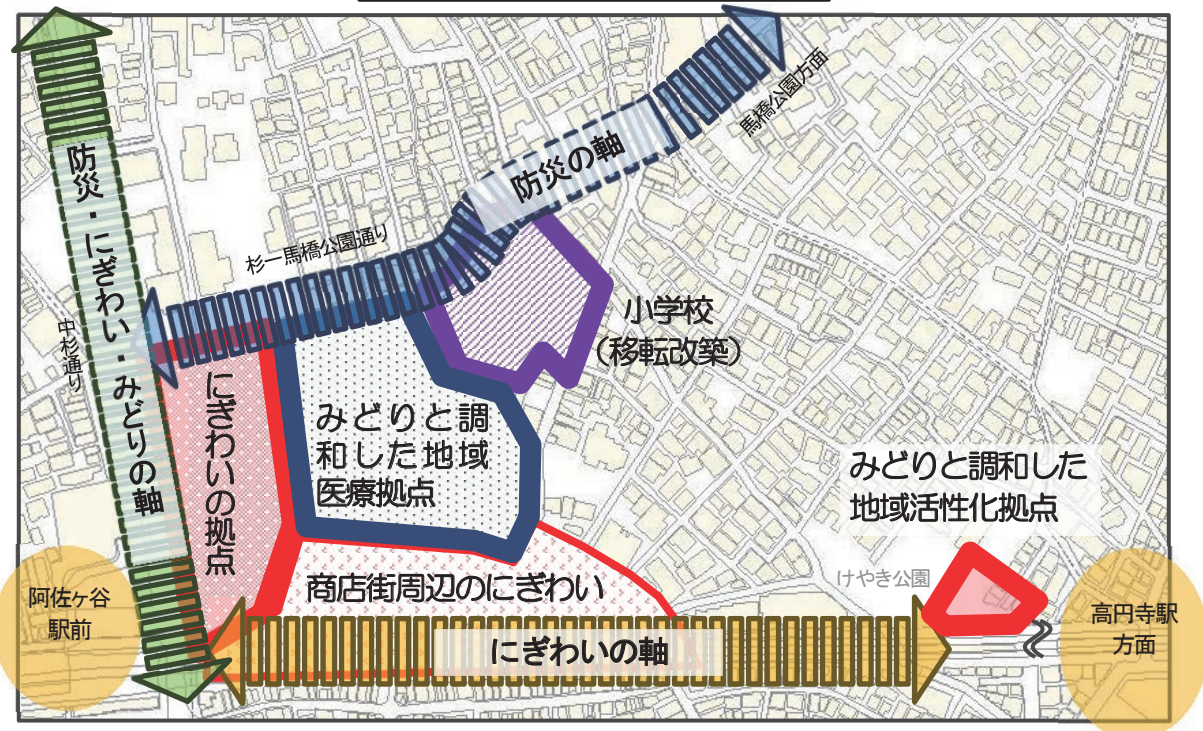 馬橋公園方面
防災の軸
防災・にぎわい・みどりの軸
杉一馬橋公園通り
中杉通り
小学校
（移転改築）
にぎわいの拠点
みどりと調
和した地域
医療拠点
みどりと調和した
地域活性化拠点
けやき公園
商店街周辺のにぎわい
阿佐ヶ谷
駅前
高円寺駅
方面
にぎわいの軸